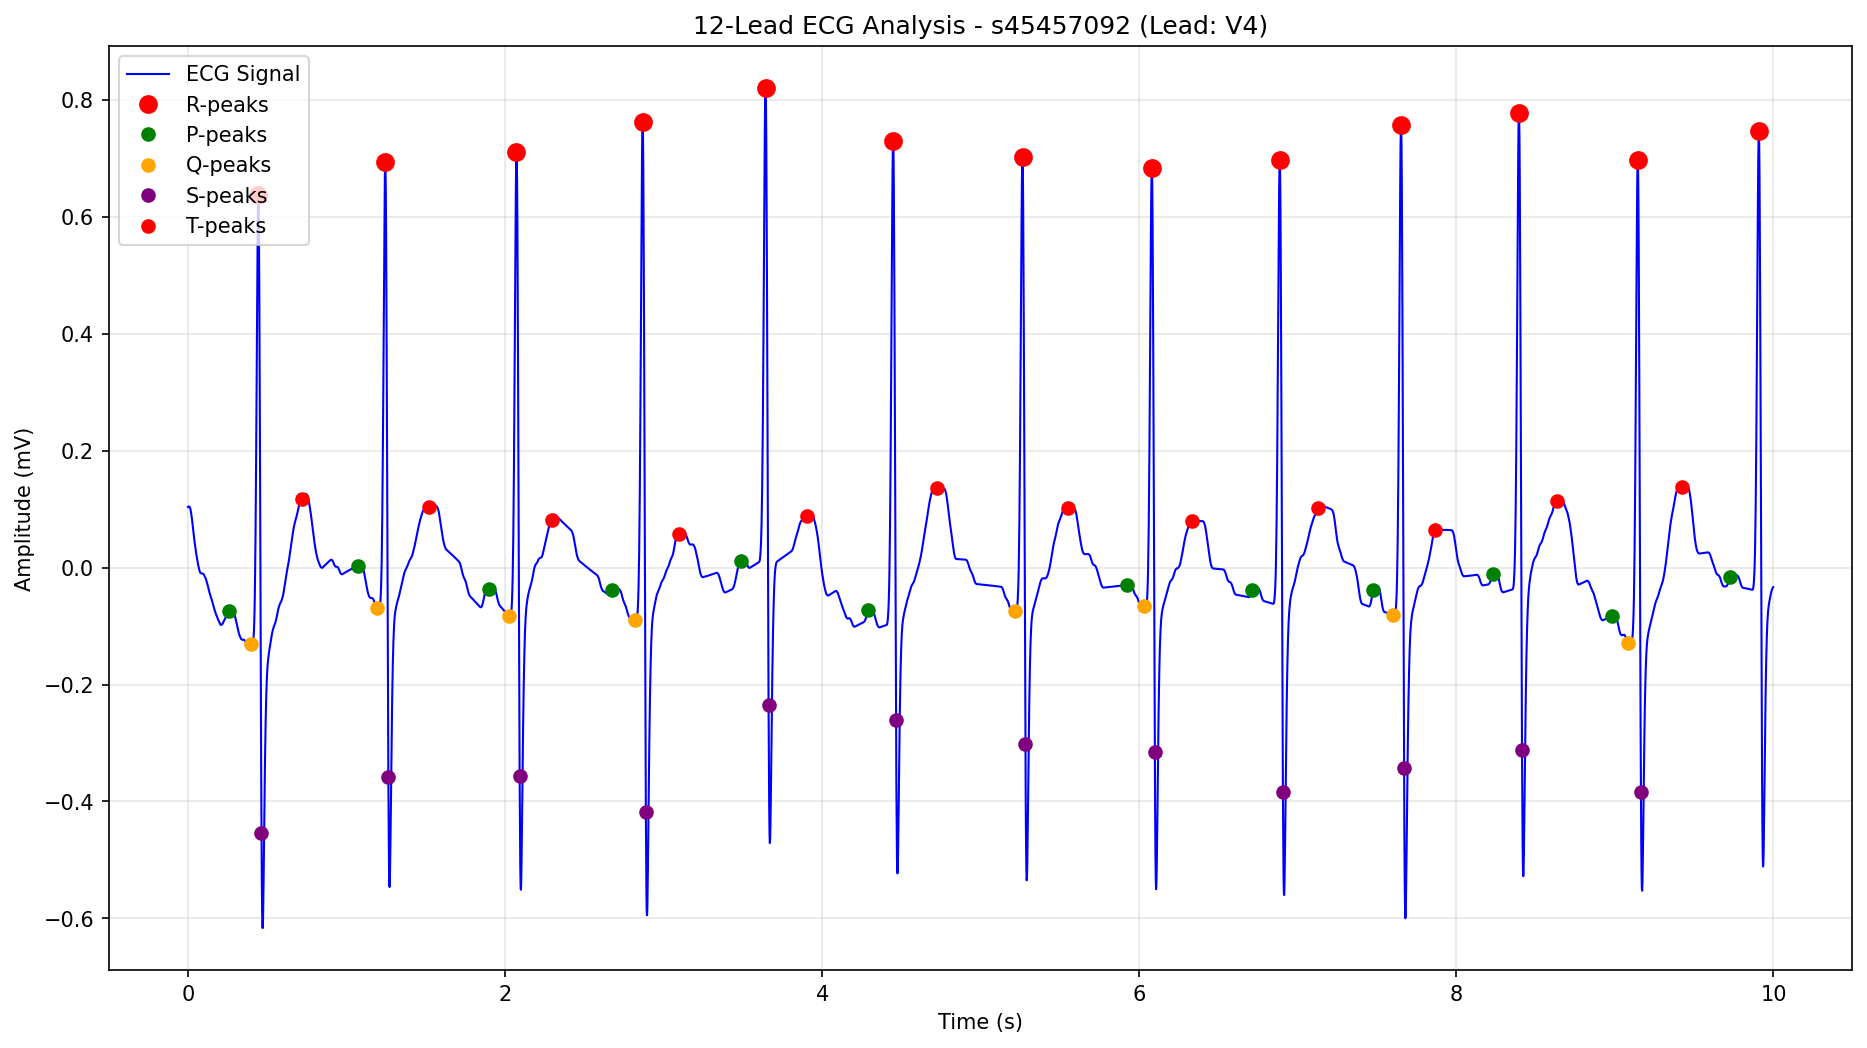 12-Lead ECG Analysis - s45457092 (Lead: V4)
ECG Signal
R-peaks
P-peaks
Q-peaks
S-peaks
T-peaks
0.8
0.6
0.4
0.2
0.0
−0.2
−0.4
−0.6
Amplitude (mV)
0 2 4 6 8 10
Time (s)